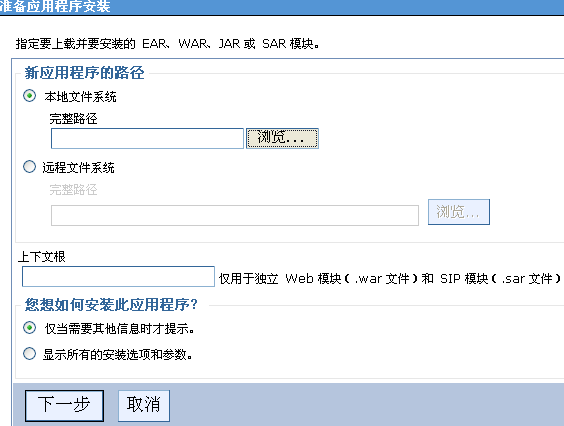 准备应用程序安装
指定要上载并要安装的 EAR、WAR、JAR 或 SAR 模块。
新应用程序的路径
本地文件系统
完整路径
浏览...
远程文件系统
完整路径
浏览...
上下文根
仅用于独立 Web 模块（.war 文件）和 SIP 模块（.sar 文件）
您想如何安装此应用程序？
仅当需要其他信息时才提示。
显示所有的安装选项和参数。
下一步 取消